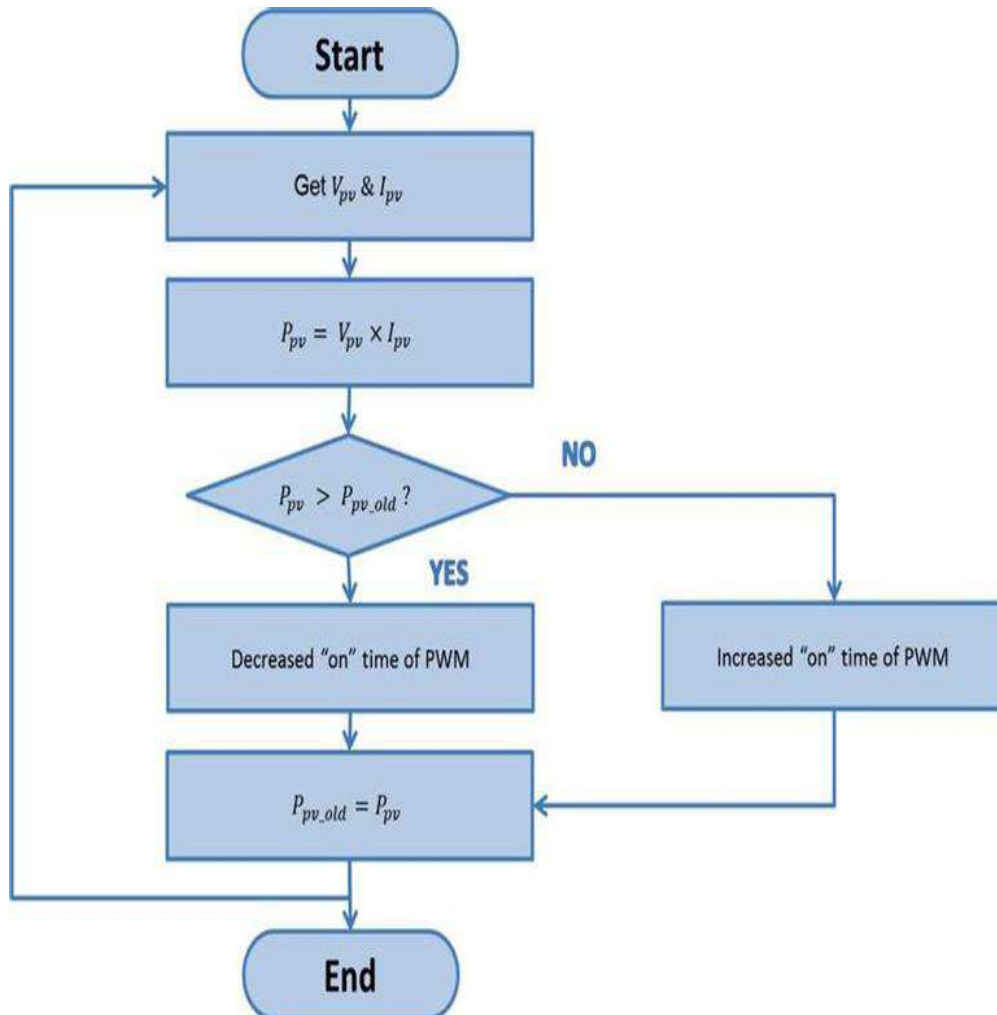 Start
Get V_pv & I_pv
P_pv = V_pv × I_pv
P_pv > P_pv_old ?
NO
YES
Decreased “on” time of PWM
Increased “on” time of PWM
P_pv_old = P_pv
End